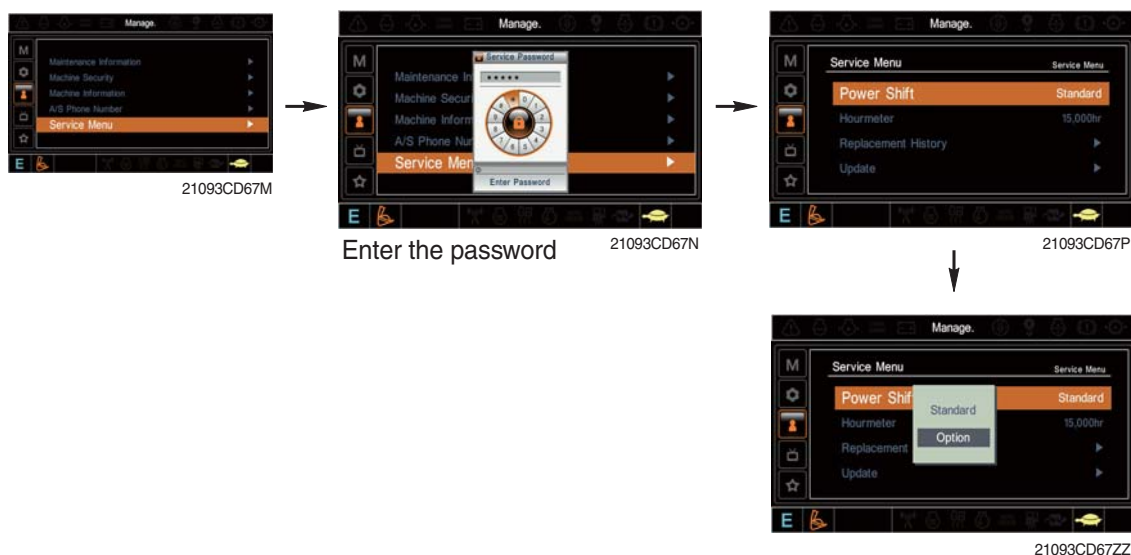 Manage.
M
Maintenance Information
Machine Security
Machine Information
A/S Phone Number
Service Menu
E
21093CD67M
Manage.
M
Service Password
*****
Maintenance In
Machine Securi
Machine Inform
A/S Phone Num
Service Men
Enter Password
E
Enter the password
21093CD67N
Manage.
M
Service Menu Service Menu
Power Shift Standard
Hourmeter 15,000hr
Replacement History
Update
E
21093CD67P
Manage.
M
Service Menu Service Menu
Power Shif Standard
Standard
Hourmeter 15,000hr
Option
Replacement
Update
E
21093CD67ZZ